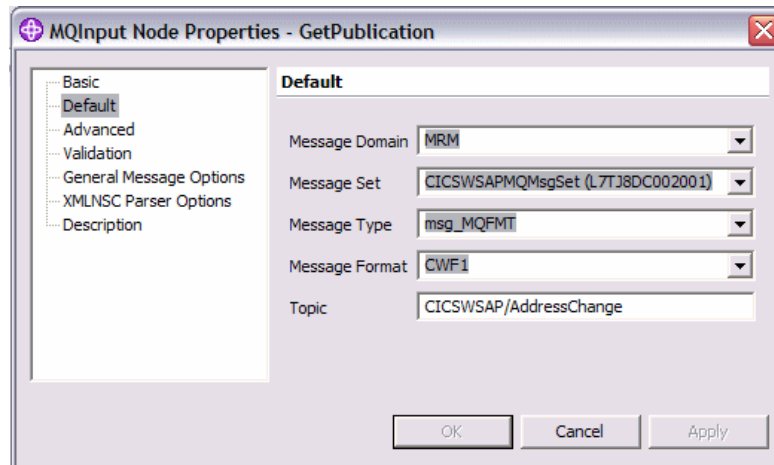 MQInput Node Properties - GetPublication
Basic
Default
Advanced
Validation
General Message Options
XMLNSC Parser Options
Description
Default
Message Domain MRM
Message Set CICSWSAPMQMsgSet (L7TJ8DC002001)
Message Type msg_MQFMT
Message Format CWF1
Topic CICSWSAP/AddressChange
OK Cancel Apply